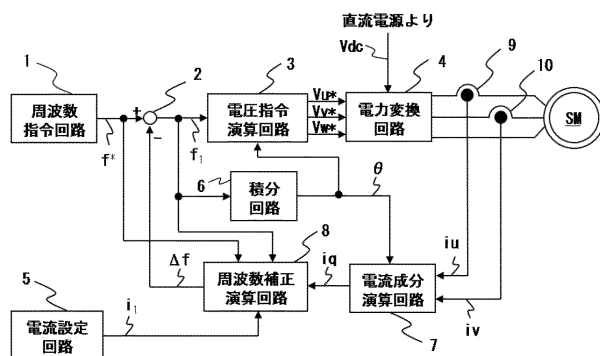 直流電源より
Vdc
1
周波数
指令回路
f*
+
-
2
f₁
3
電圧指令
演算回路
Vu*
Vv*
Vw*
4
電力変換
回路
9
10
SM
6
積分
回路
θ
8
周波数補正
演算回路
Δf
iq
電流成分
演算回路
7
iu
iv
5
電流設定
回路
i₁